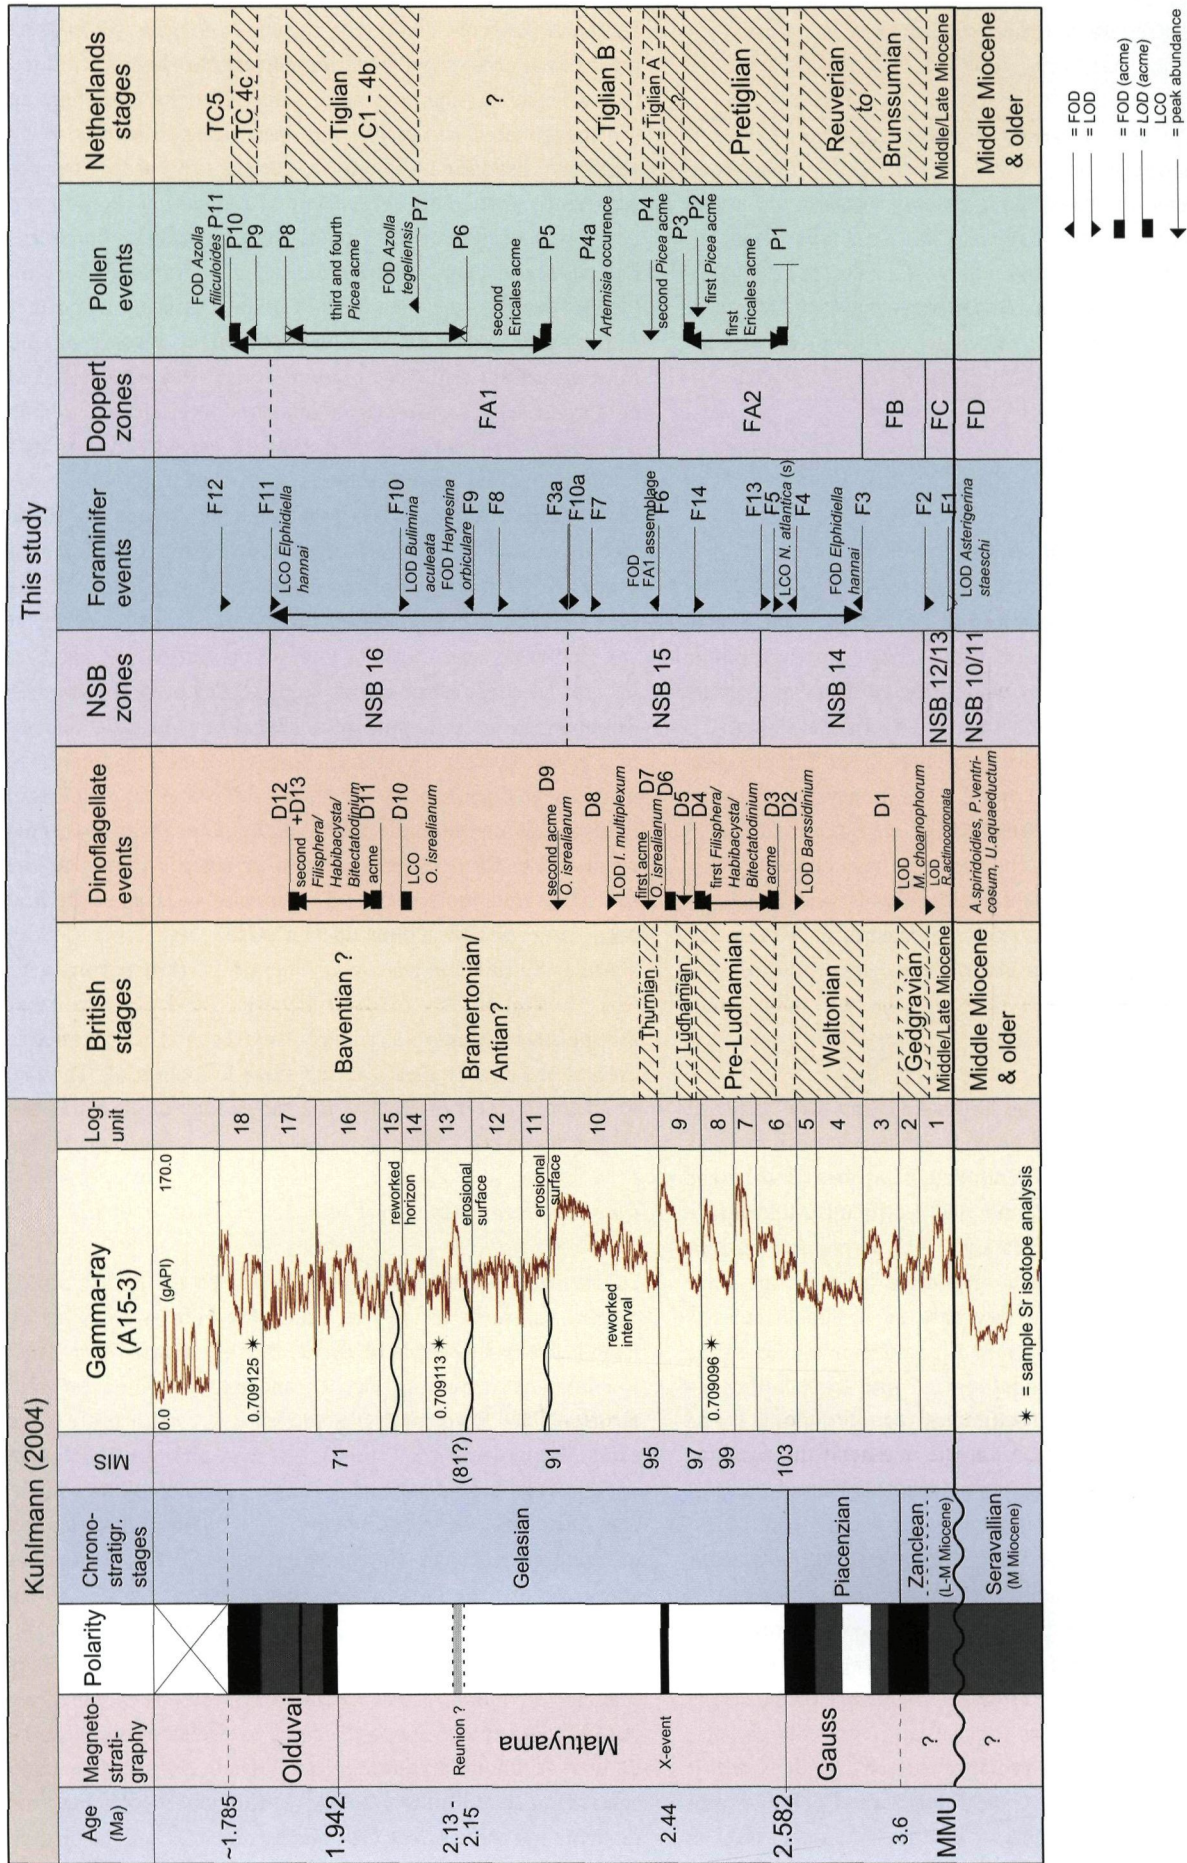 Kuhlmann (2004)
This study
Age
(Ma)
Magneto-
strati-
graphy
Polarity
Chrono-
stratigr.
stages
MIS
Gamma-ray
(A15-3)
Log-
unit
British
stages
Dinoflagellate
events
NSB
zones
Foraminifer
events
Doppert
zones
Pollen
events
Netherlands
stages
~1.785
1.942
2.13 -
2.15
2.44
2.582
3.6
MMU
Olduvai
Reunion ?
Matuyama
X-event
Gauss
?
?
Gelasian
Piacenzian
Zanclean
(L-M Miocene)
Seravallian
(M Miocene)
71
(81?)
91
95
97
99
103
0.0
(gAPI)
170.0
0.709125
reworked
horizon
0.709113
erosional
surface
erosional
surface
reworked
interval
0.709096
= sample Sr isotope analysis
18
17
16
15
14
13
12
11
10
9
8
7
6
5
4
3
2
1
Baventian ?
Bramertonian/
Antian?
Thurnian
Ludhamian
Pre-Ludhamian
Waltonian
Gedgravian
Middle/Late Miocene
Middle Miocene
& older
D12
+D13
second
Filisphera/
Habibacysta/
Bitectatodinium
acme
D11
D10
LCO
O. isrealianum
D9
second acme
O. isrealianum
D8
LOD I. multiplexum
D7
first acme
O. isrealianum
D6
D5
D4
first Filisphera/
Habibacysta/
Bitectatodinium
acme
D3
D2
LOD Barssidinium
D1
LOD
M. choanophorum
LOD
R.actinocoronata
A.spiridoidies, P.ventri-
cosum, U.aquaeductum
NSB 16
NSB 15
NSB 14
NSB 12/13
NSB 10/11
F12
F11
LCO Elphidiella
hannai
F10
LOD Bulimina
aculeata
FOD Haynesina
orbiculare
F9
F8
F3a
F10a
F7
FOD
FA1 assemblage
F6
F14
F13
F5
LCO N. atlantica (s)
F4
FOD Elphidiella
hannai
F3
F2
F1
LOD Asterigerina
staeschi
FA1
FA2
FB
FC
FD
FOD Azolla
filiculoides
P11
P10
P9
P8
third and fourth
Picea acme
FOD Azolla
tegeliensis
P7
P6
second
Ericales acme
P5
P4a
Artemisia occurence
P4
second Picea acme
P3
P2
first Picea acme
first
Ericales acme
P1
TC5
TC 4c
Tiglian
C1 - 4b
?
Tiglian B
Tiglian A
?
Pretiglian
Reuverian
to
Brunssumian
Middle/Late Miocene
Middle Miocene
& older
= FOD
= LOD
= FOD (acme)
= LOD (acme)
LCO
= peak abundance